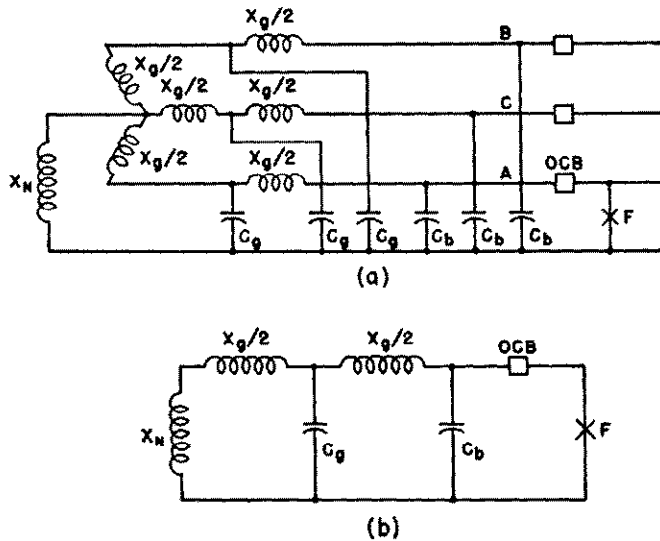 Xg/2
B
Xg/2
Xg/2 Xg/2
C
Xg/2 Xg/2
A OCB
XN
F
Cg Cg Cg Cb Cb Cb
(a)
Xg/2 Xg/2 OCB
XN
Cg Cb F
(b)